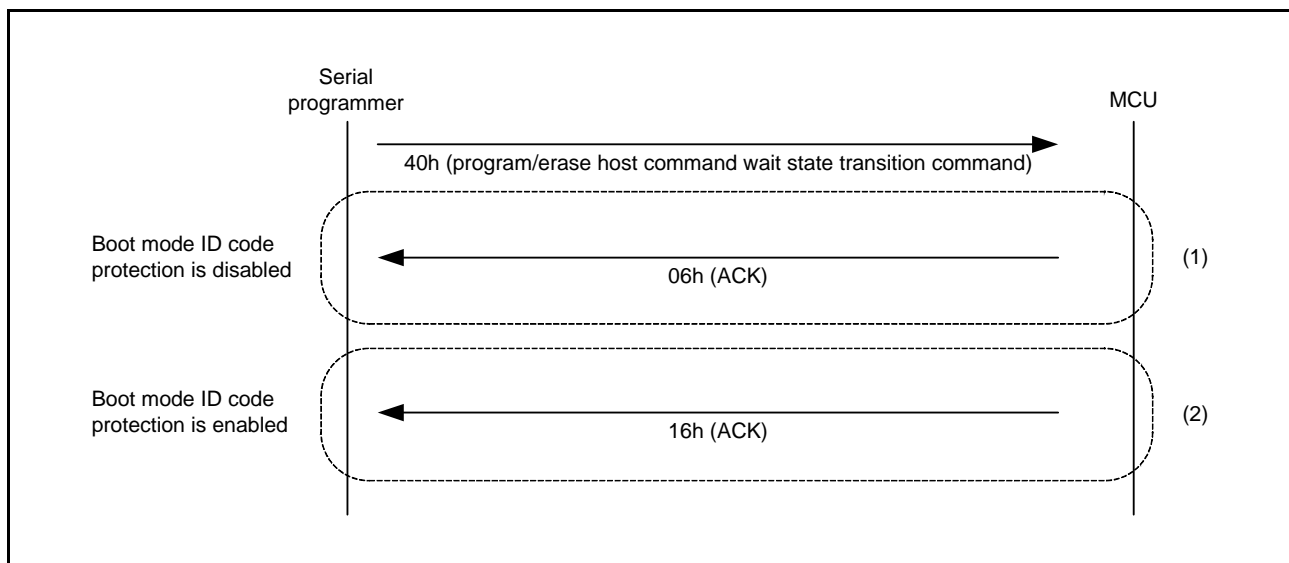 Serial
programmer
MCU
40h (program/erase host command wait state transition command)
Boot mode ID code
protection is disabled
06h (ACK)
(1)
Boot mode ID code
protection is enabled
16h (ACK)
(2)